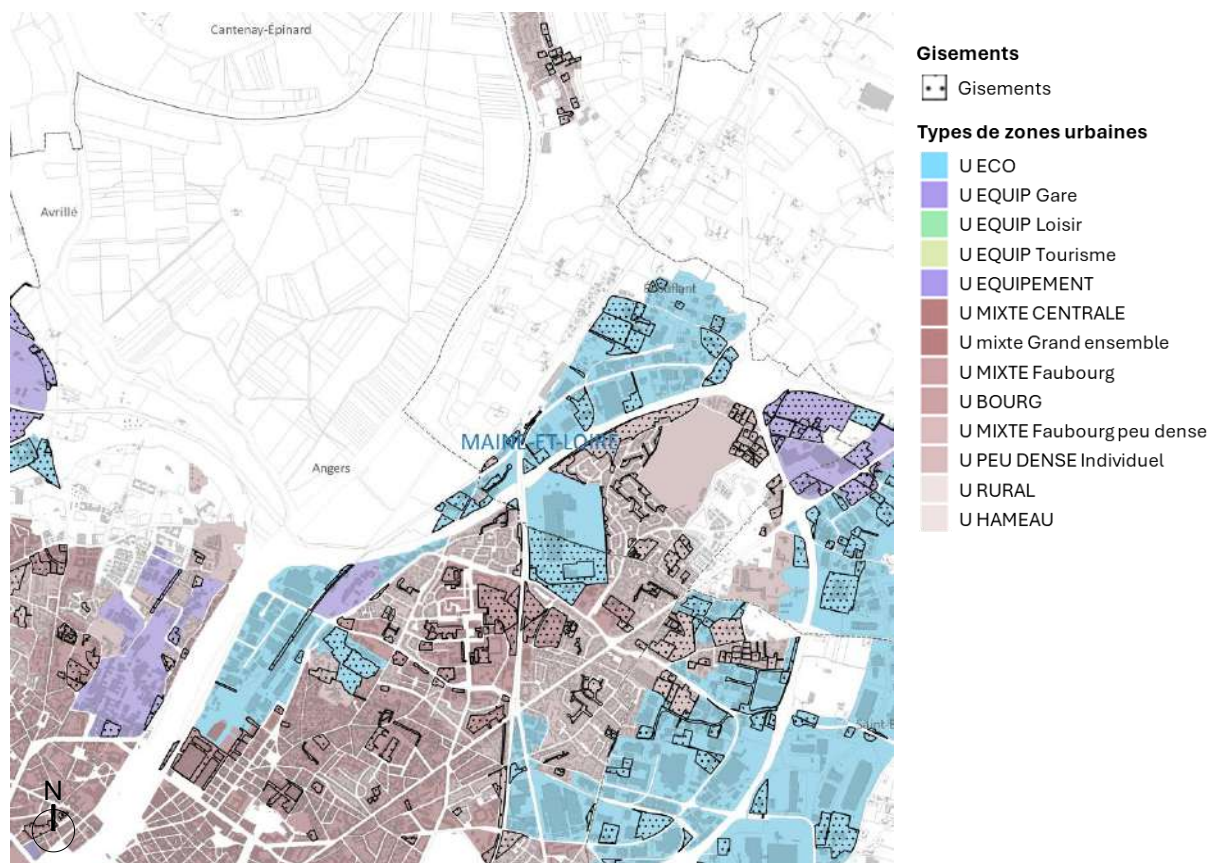 Cantenay-Épinard
Avrillé
MAINE-ET-LOIRE
Angers
N
Gisements
Gisements
Types de zones urbaines
U ECO
U EQUIP Gare
U EQUIP Loisir
U EQUIP Tourisme
U EQUIPEMENT
U MIXTE CENTRALE
U mixte Grand ensemble
U MIXTE Faubourg
U BOURG
U MIXTE Faubourg peu dense
U PEU DENSE Individuel
U RURAL
U HAMEAU